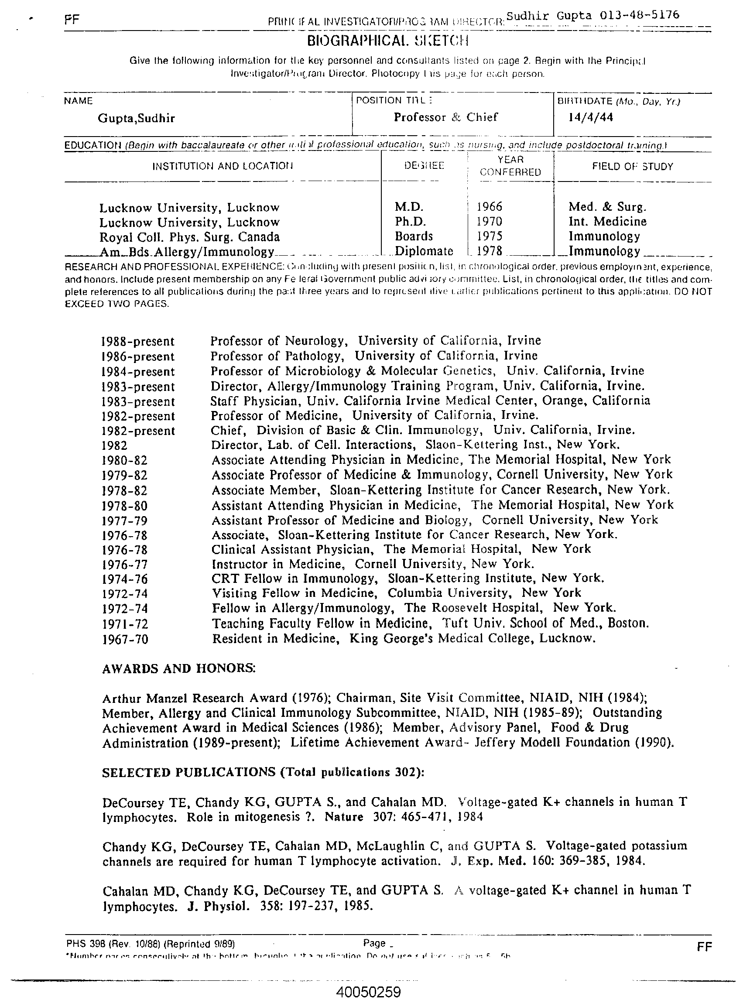 FF
PRINCIPAL INVESTIGATOR/PROGRAM DIRECTOR: Sudhir Gupta 013-48-5176
BIOGRAPHICAL SKETCH
Give the following information for the key personnel and consultants listed on page 2. Begin with the Principal
Investigator/Program Director. Photocopy this page for each person.
NAME POSITION TITLE BIRTHDATE (Mo., Day, Yr.)
Gupta,Sudhir Professor & Chief 14/4/44
EDUCATION (Begin with baccalaureate or other initial professional education, such as nursing, and include postdoctoral training.)
INSTITUTION AND LOCATION DEGREE YEAR CONFERRED FIELD OF STUDY
Lucknow University, Lucknow M.D. 1966 Med. & Surg.
Lucknow University, Lucknow Ph.D. 1970 Int. Medicine
Royal Coll. Phys. Surg. Canada Boards 1975 Immunology
Am. Bds. Allergy/Immunology Diplomate 1978 Immunology
RESEARCH AND PROFESSIONAL EXPERIENCE: Concluding with present position, list, in chronological order, previous employment, experience,
and honors. Include present membership on any Federal Government public advisory committee. List, in chronological order, the titles and com-
plete references to all publications during the past three years and to representative earlier publications pertinent to this application. DO NOT
EXCEED TWO PAGES.
1988-present Professor of Neurology, University of California, Irvine
1986-present Professor of Pathology, University of California, Irvine
1984-present Professor of Microbiology & Molecular Genetics, Univ. California, Irvine
1983-present Director, Allergy/Immunology Training Program, Univ. California, Irvine.
1983-present Staff Physician, Univ. California Irvine Medical Center, Orange, California
1982-present Professor of Medicine, University of California, Irvine.
1982-present Chief, Division of Basic & Clin. Immunology, Univ. California, Irvine.
1982 Director, Lab. of Cell. Interactions, Slaon-Kettering Inst., New York.
1980-82 Associate Attending Physician in Medicine, The Memorial Hospital, New York
1979-82 Associate Professor of Medicine & Immunology, Cornell University, New York
1978-82 Associate Member, Sloan-Kettering Institute for Cancer Research, New York.
1978-80 Assistant Attending Physician in Medicine, The Memorial Hospital, New York
1977-79 Assistant Professor of Medicine and Biology, Cornell University, New York
1976-78 Associate, Sloan-Kettering Institute for Cancer Research, New York.
1976-78 Clinical Assistant Physician, The Memorial Hospital, New York
1976-77 Instructor in Medicine, Cornell University, New York.
1974-76 CRT Fellow in Immunology, Sloan-Kettering Institute, New York.
1972-74 Visiting Fellow in Medicine, Columbia University, New York
1972-74 Fellow in Allergy/Immunology, The Roosevelt Hospital, New York.
1971-72 Teaching Faculty Fellow in Medicine, Tuft Univ. School of Med., Boston.
1967-70 Resident in Medicine, King George's Medical College, Lucknow.
AWARDS AND HONORS:
Arthur Manzel Research Award (1976); Chairman, Site Visit Committee, NIAID, NIH (1984);
Member, Allergy and Clinical Immunology Subcommittee, NIAID, NIH (1985-89); Outstanding
Achievement Award in Medical Sciences (1986); Member, Advisory Panel, Food & Drug
Administration (1989-present); Lifetime Achievement Award- Jeffery Modell Foundation (1990).
SELECTED PUBLICATIONS (Total publications 302):
DeCoursey TE, Chandy KG, GUPTA S., and Cahalan MD. Voltage-gated K+ channels in human T
lymphocytes. Role in mitogenesis ?. Nature 307: 465-471, 1984
Chandy KG, DeCoursey TE, Cahalan MD, McLaughlin C, and GUPTA S. Voltage-gated potassium
channels are required for human T lymphocyte activation. J. Exp. Med. 160: 369-385, 1984.
Cahalan MD, Chandy KG, DeCoursey TE, and GUPTA S. A voltage-gated K+ channel in human T
lymphocytes. J. Physiol. 358: 197-237, 1985.
PHS 398 (Rev. 10/88) (Reprinted 9/89) Page FF
*Number pages consecutively at the bottom throughout the application. Do not use suffixes such as
40050259